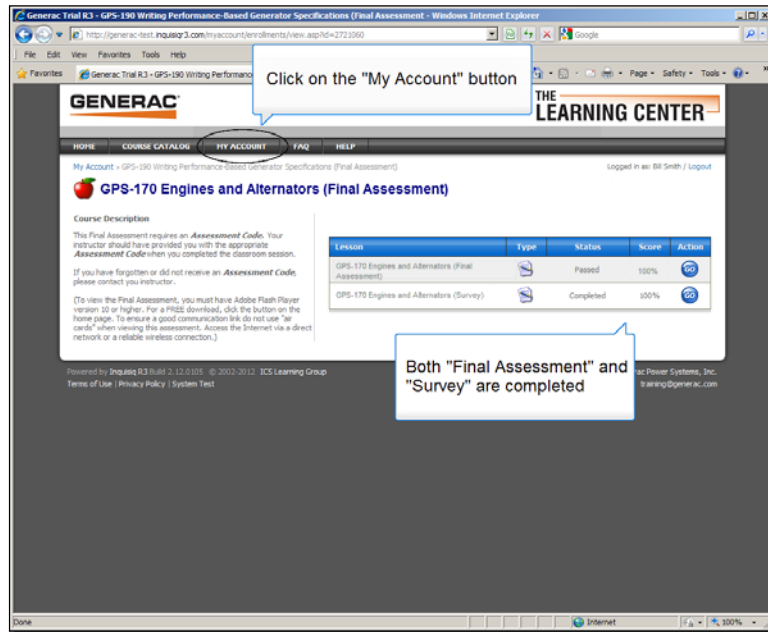 Generac Trial R3 - GPS-190 Writing Performance-Based Generator Specifications (Final Assessment - Windows Internet Explorer
http://generac-test.inquisiqr3.com/myaccount/enrolments/view.asp?id=2721060
Google
File Edit View Favorites Tools Help
Favorites
Generac Trial R3 - GPS-190 Writing Performanc
Page Safety Tools
Click on the "My Account" button
GENERAC
THE
LEARNING CENTER
HOME COURSE CATALOG MY ACCOUNT FAQ HELP
My Account » GPS-190 Writing Performance-Based Generator Specifications (Final Assessment)
Logged in as: Bill Smith / Logout
GPS-170 Engines and Alternators (Final Assessment)
Course Description
This Final Assessment requires an Assessment Code. Your
instructor should have provided you with the appropriate
Assessment Code when you completed the classroom session.
If you have forgotten or did not receive an Assessment Code,
please contact you instructor.
(To view the Final Assessment, you must have Adobe Flash Player
version 10 or higher. For a FREE download, click the button on the
home page. To ensure a good communication link do not use "air
cards" when viewing this assessment. Access the Internet via a direct
network or a reliable wireless connection.)
Lesson Type Status Score Action
GPS-170 Engines and Alternators (Final
Assessment)
Passed 100% GO
GPS-170 Engines and Alternators (Survey) Completed 100% GO
Both "Final Assessment" and
"Survey" are completed
Powered by Inquisiq R3 Build 2.12.0105 © 2002-2012 ICS Learning Group
Terms of Use | Privacy Policy | System Test
Power Systems, Inc.
training@generac.com
Done
Internet
100%